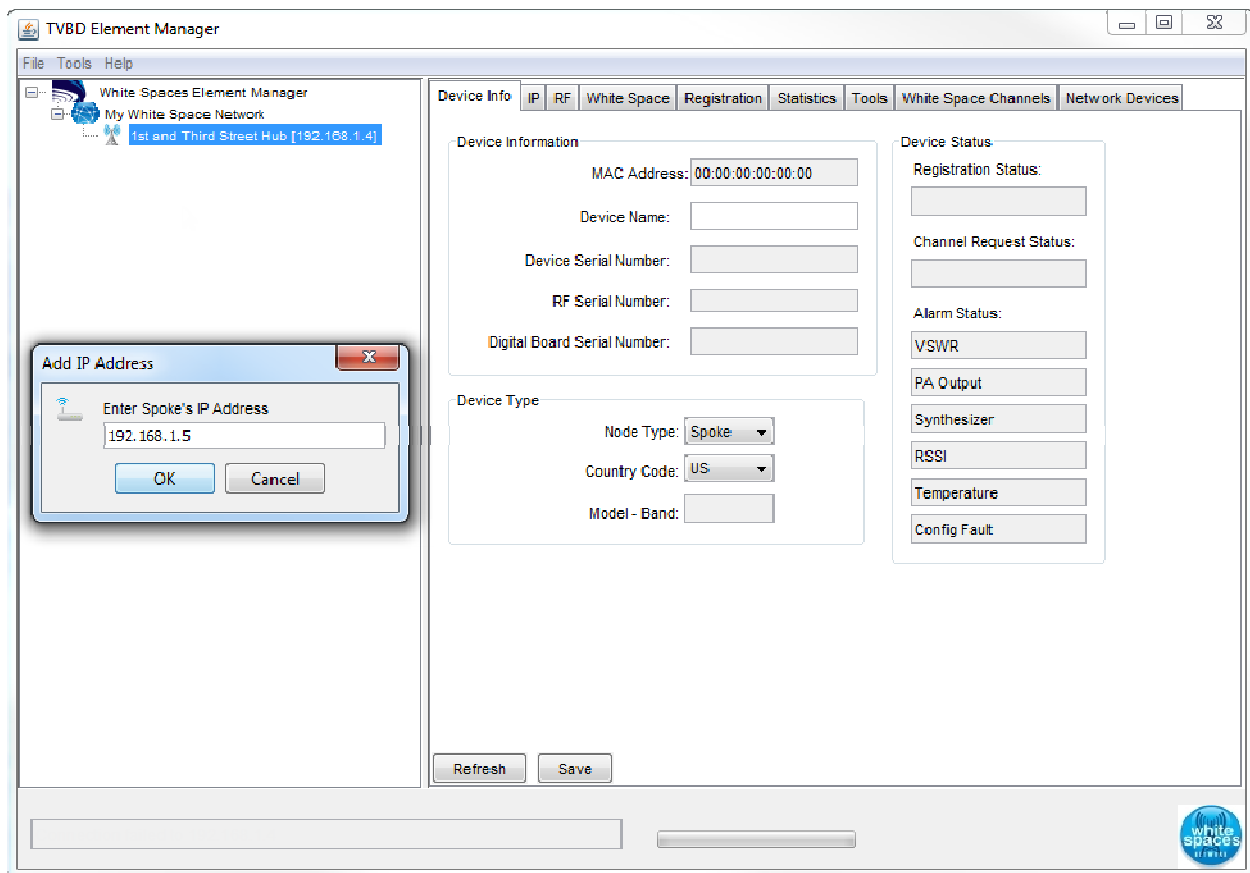 TVBD Element Manager
File Tools Help
White Spaces Element Manager
My White Space Network
1st and Third Street Hub [192.168.1.4]
Device Info IP RF White Space Registration Statistics Tools White Space Channels Network Devices
Device Information
MAC Address: 00:00:00:00:00:00
Device Name:
Device Serial Number:
RF Serial Number:
Digital Board Serial Number:
Device Type
Node Type: Spoke
Country Code: US
Model - Band:
Device Status
Registration Status:
Channel Request Status:
Alarm Status:
VSWR
PA Output
Synthesizer
RSSI
Temperature
Config Fault
Add IP Address
Enter Spoke's IP Address
192.168.1.5
OK Cancel
Refresh Save
white
spaces
NETWORK